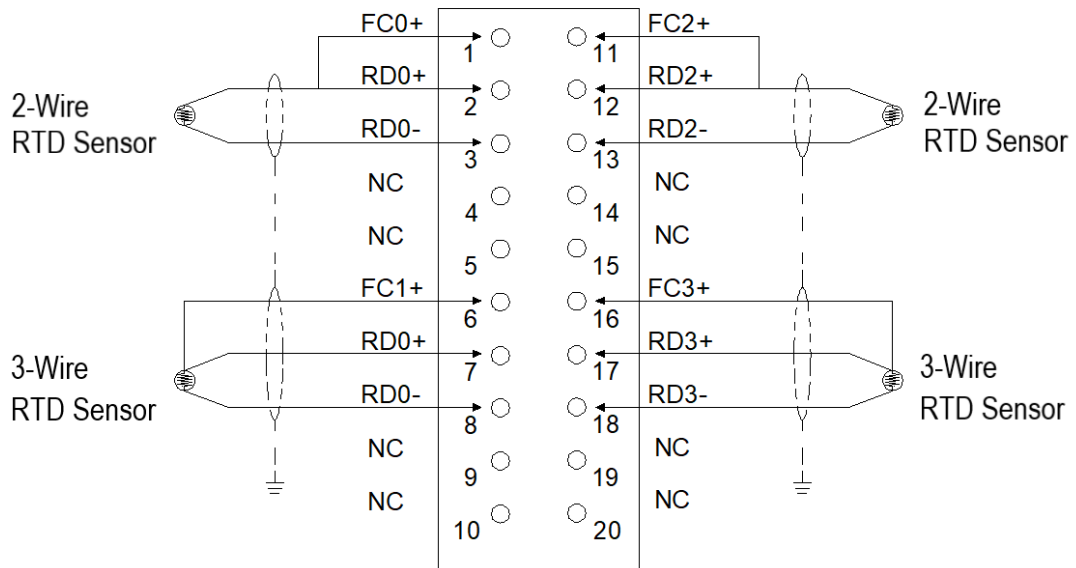 FC0+
1
RD0+
2
RD0-
3
NC
4
NC
5
FC1+
6
RD0+
7
RD0-
8
NC
9
NC
10
2-Wire
RTD Sensor
3-Wire
RTD Sensor
FC2+
11
RD2+
12
RD2-
13
NC
14
NC
15
FC3+
16
RD3+
17
RD3-
18
NC
19
NC
20
2-Wire
RTD Sensor
3-Wire
RTD Sensor